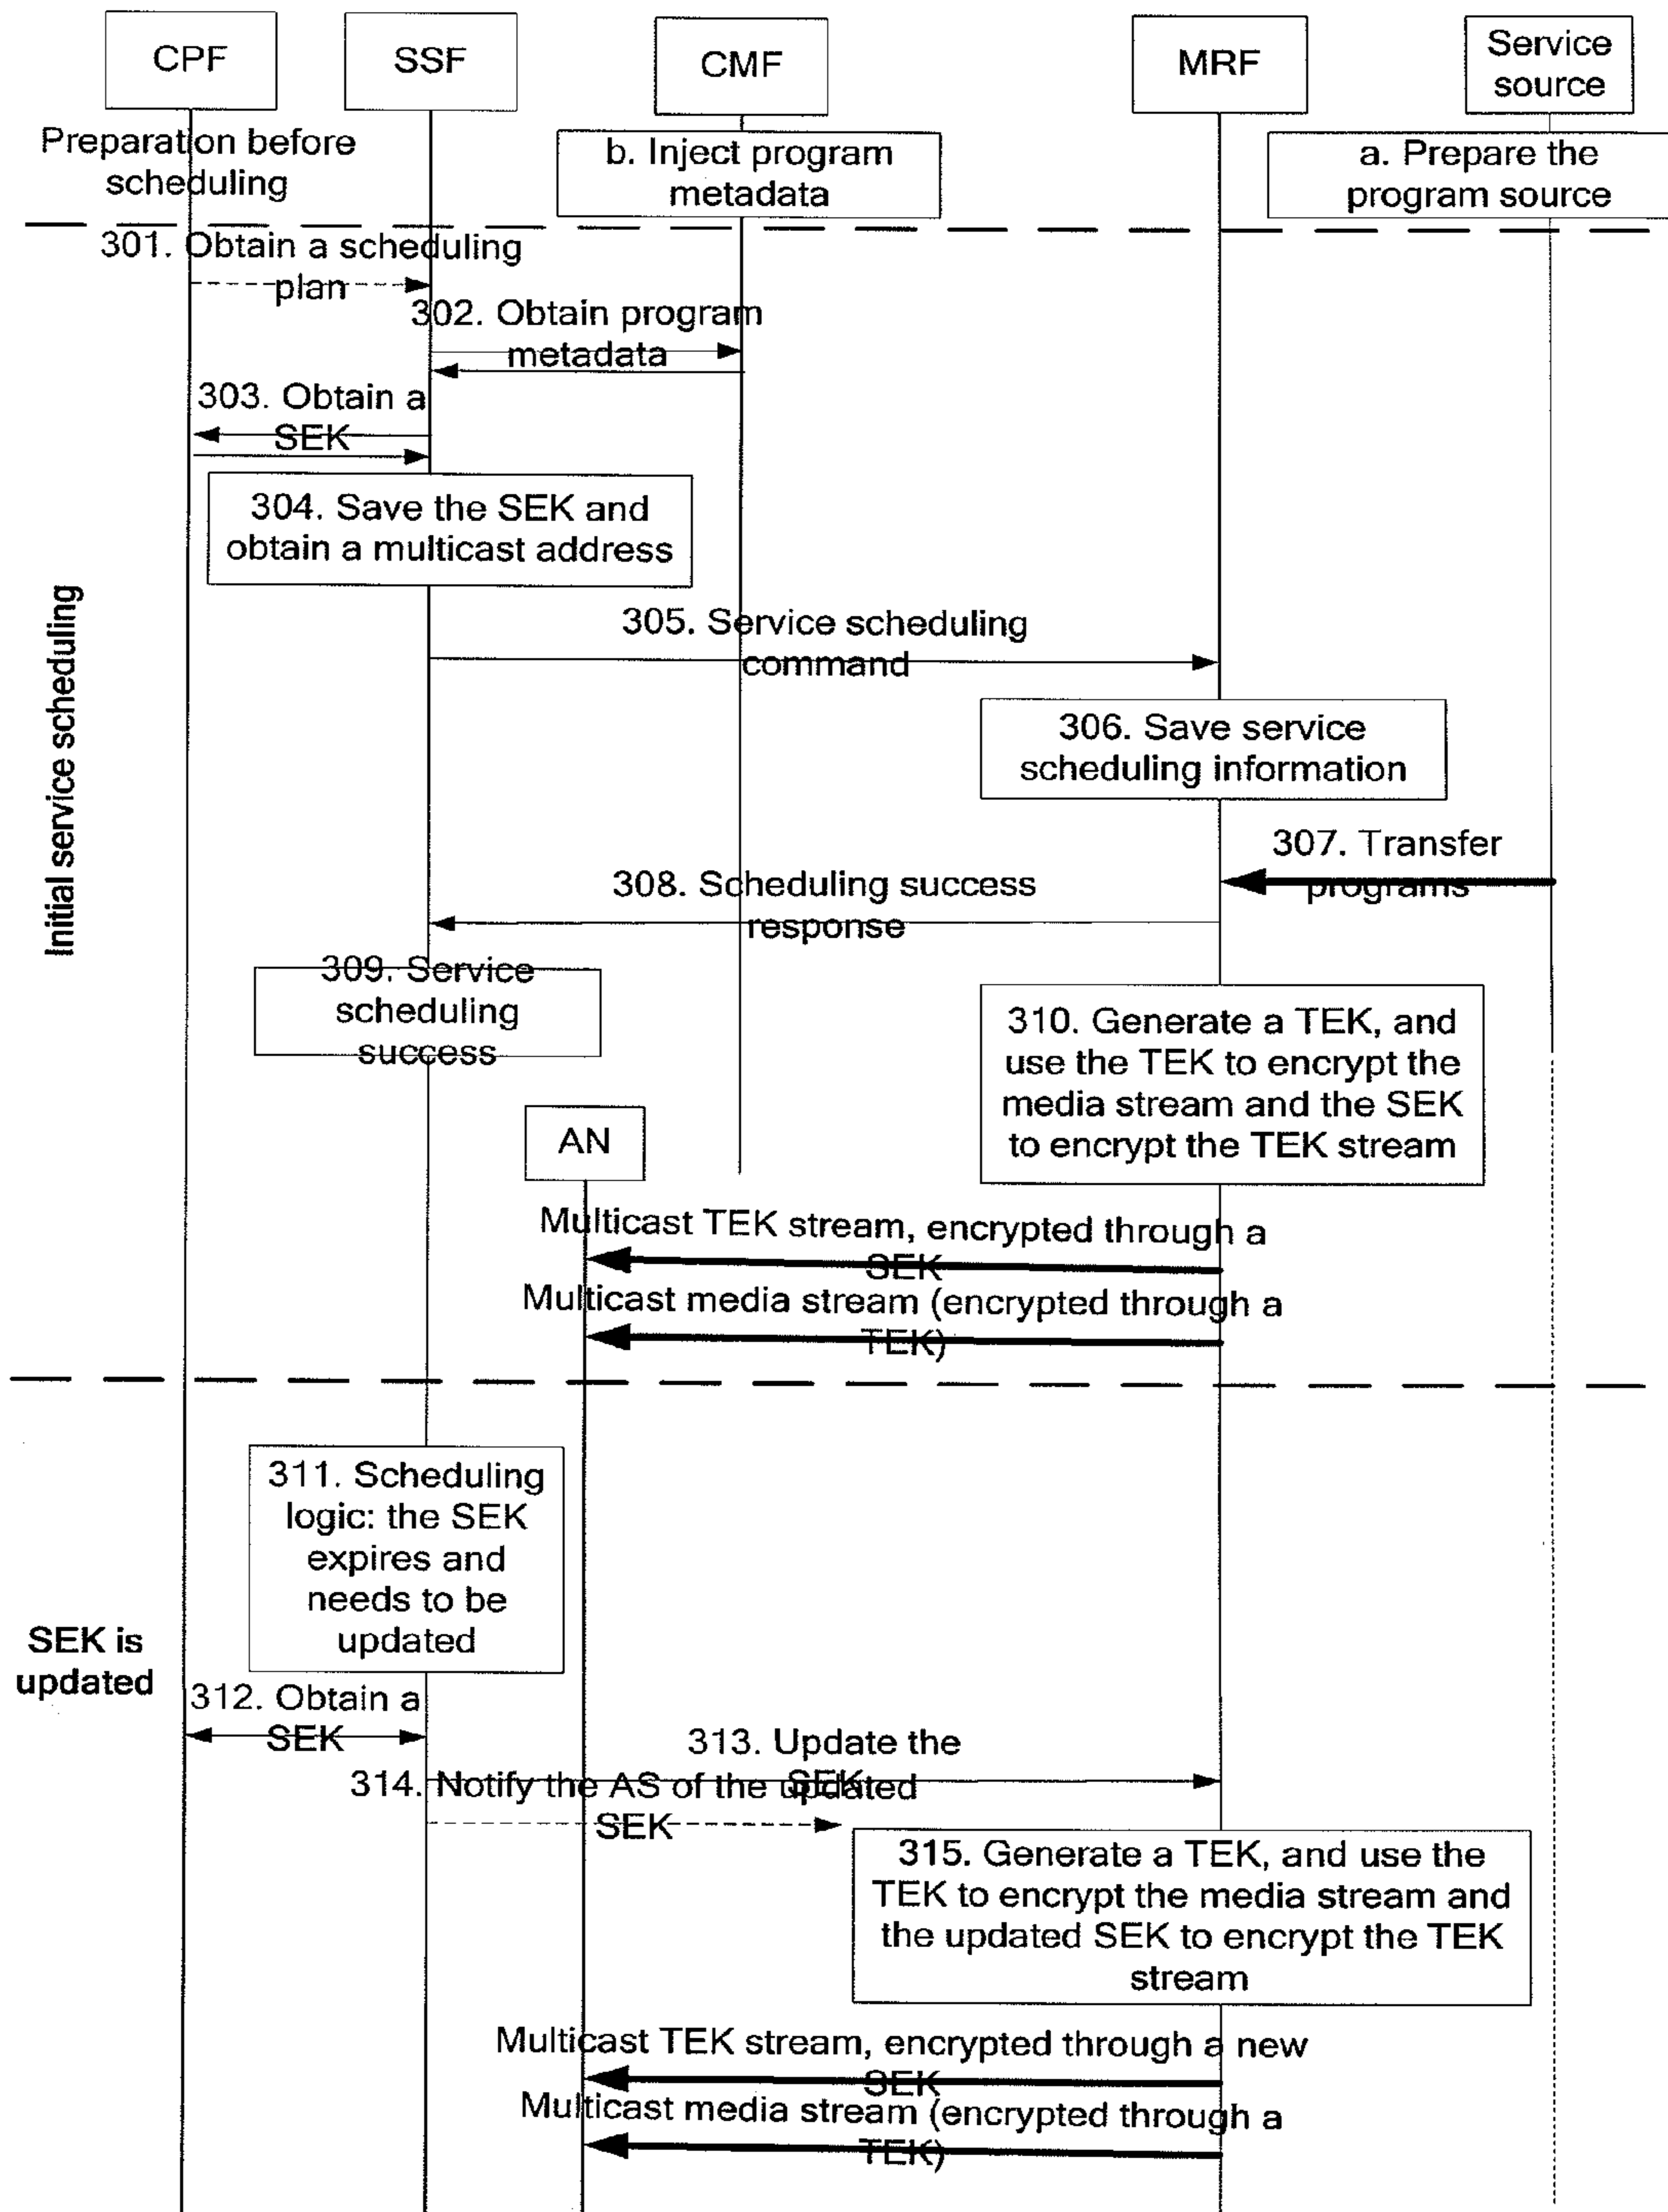 CPF
SSF
CMF
MRF
Service
source
Preparation before
scheduling
b. Inject program
metadata
a. Prepare the
program source
301. Obtain a scheduling
plan
302. Obtain program
metadata
303. Obtain a
SEK
304. Save the SEK and
obtain a multicast address
Initial service scheduling
305. Service scheduling
command
306. Save service
scheduling information
307. Transfer
programs
308. Scheduling success
response
309. Service
scheduling
success
310. Generate a TEK, and
use the TEK to encrypt the
media stream and the SEK
to encrypt the TEK stream
AN
Multicast TEK stream, encrypted through a
SEK
Multicast media stream (encrypted through a
TEK)
311. Scheduling
logic: the SEK
expires and
needs to be
updated
SEK is
updated
312. Obtain a
SEK
313. Update the
SEK
314. Notify the AS of the updated
SEK
315. Generate a TEK, and use the
TEK to encrypt the media stream and
the updated SEK to encrypt the TEK
stream
Multicast TEK stream, encrypted through a new
SEK
Multicast media stream (encrypted through a
TEK)